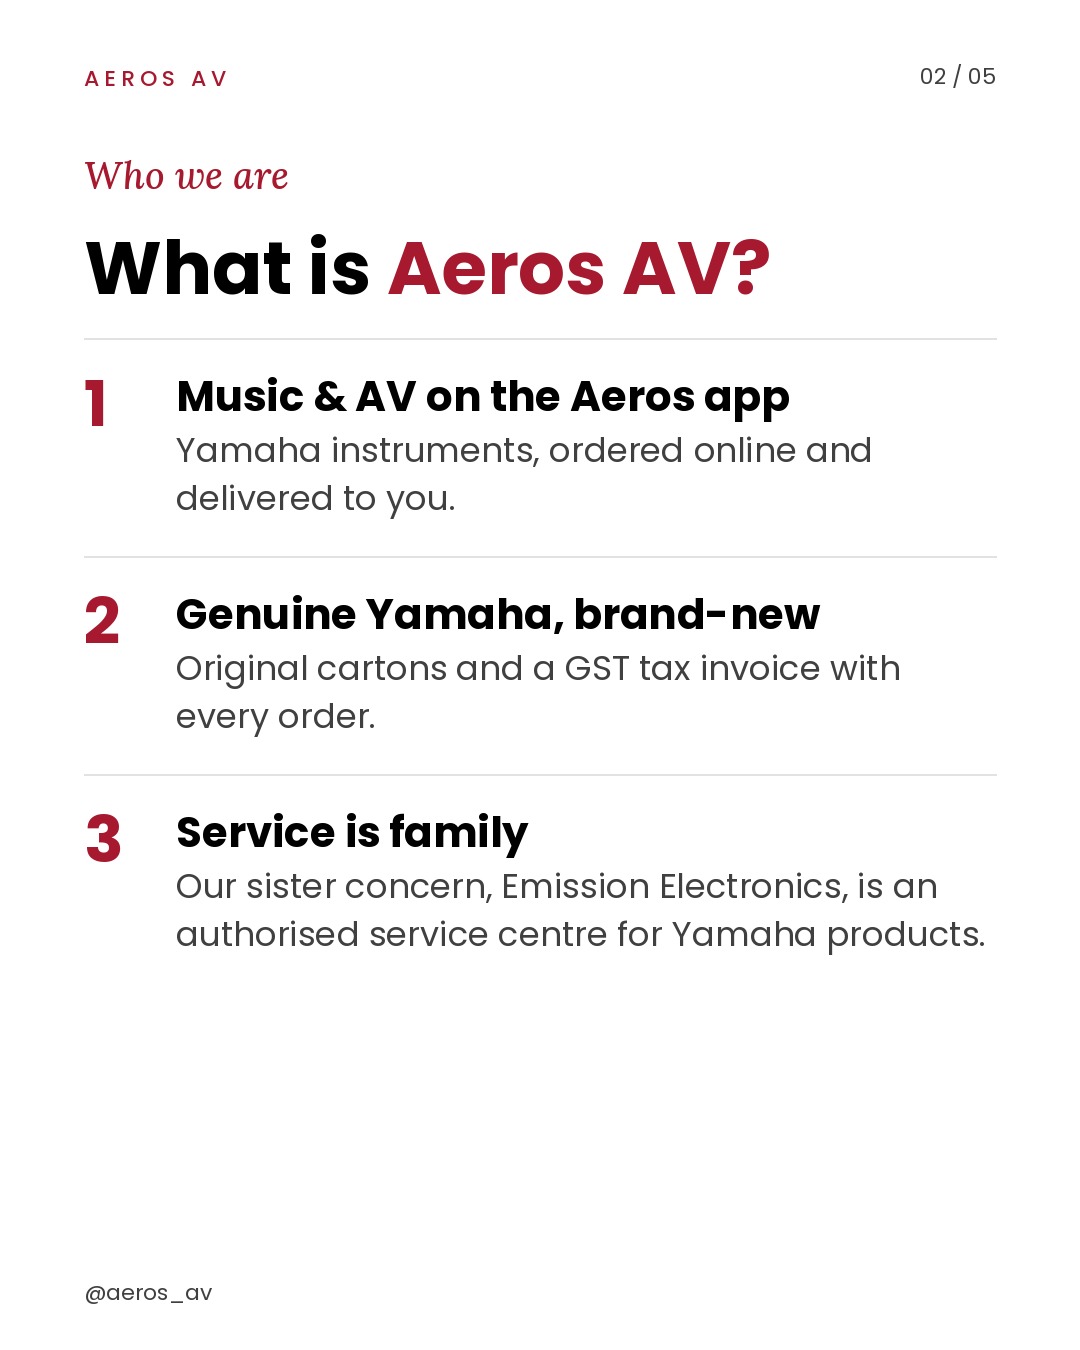 AEROS AV
02 / 05
Who we are
What is Aeros AV?
1
Music & AV on the Aeros app
Yamaha instruments, ordered online and
delivered to you.
2
Genuine Yamaha, brand-new
Original cartons and a GST tax invoice with
every order.
3
Service is family
Our sister concern, Emission Electronics, is an
authorised service centre for Yamaha products.
@aeros_av